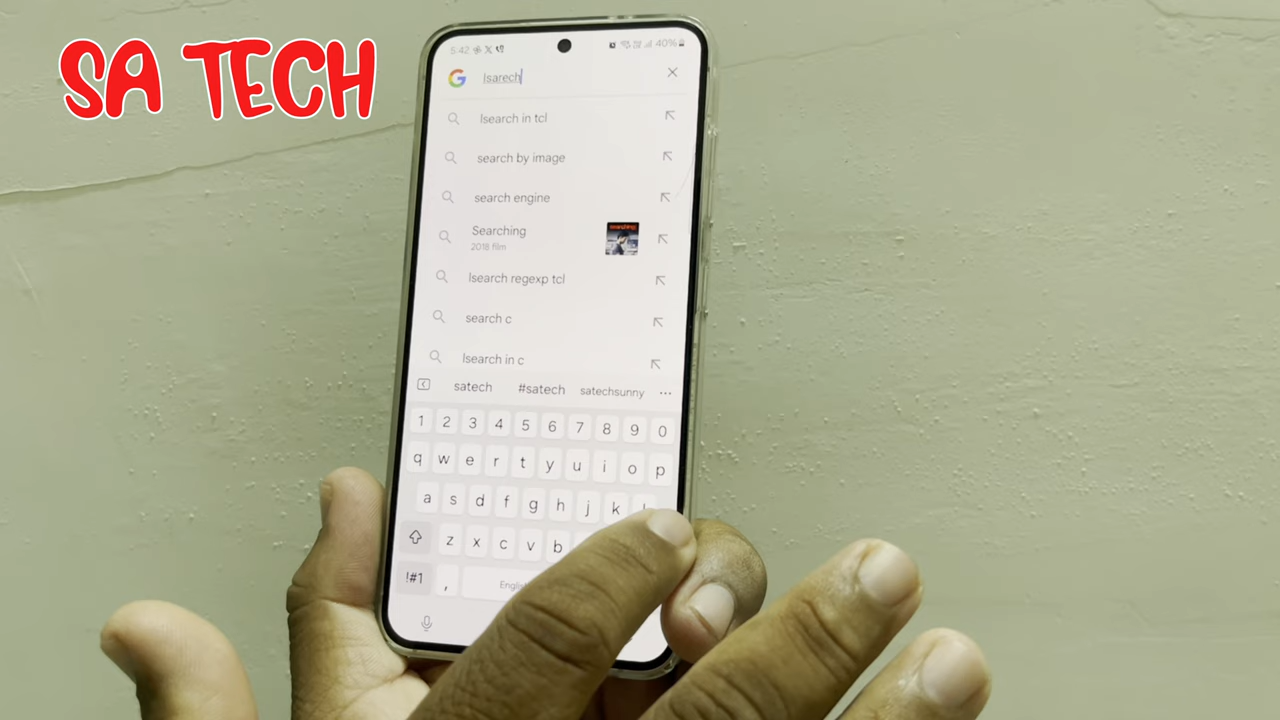 SA TECH
5:42 40%
lsarech
lsearch in tcl
search by image
search engine
Searching
2018 film
lsearch regexp tcl
search c
lsearch in c
satech #satech satechsunny ...
1 2 3 4 5 6 7 8 9 0
q w e r t y u i o p
a s d f g h j k
z x c v b
!#1 , English